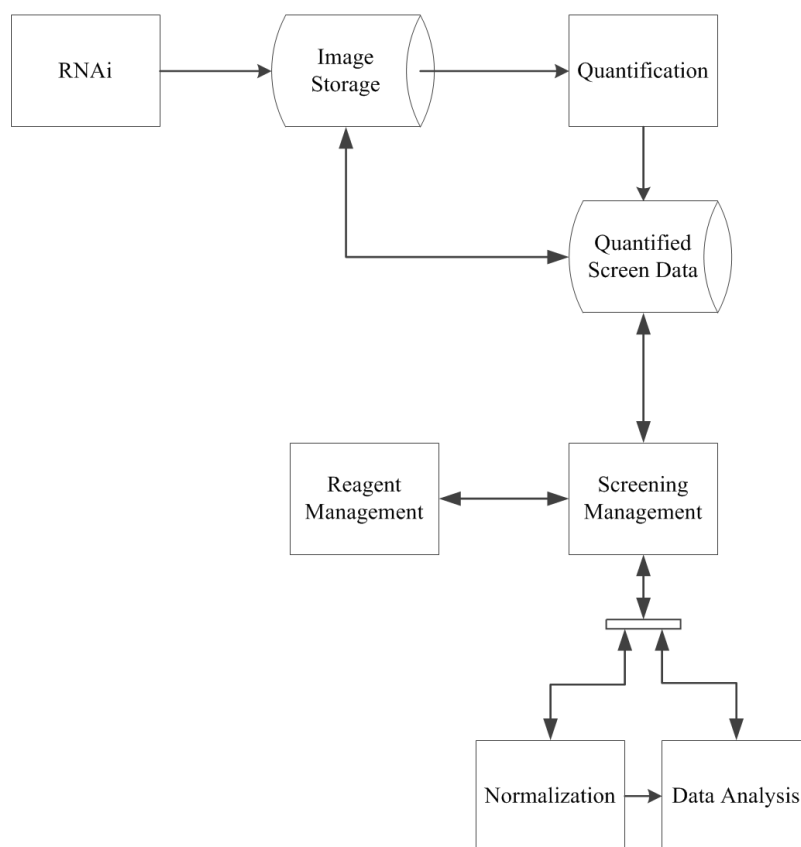 RNAi
Image
Storage
Quantification
Quantified
Screen Data
Reagent
Management
Screening
Management
Normalization
Data Analysis